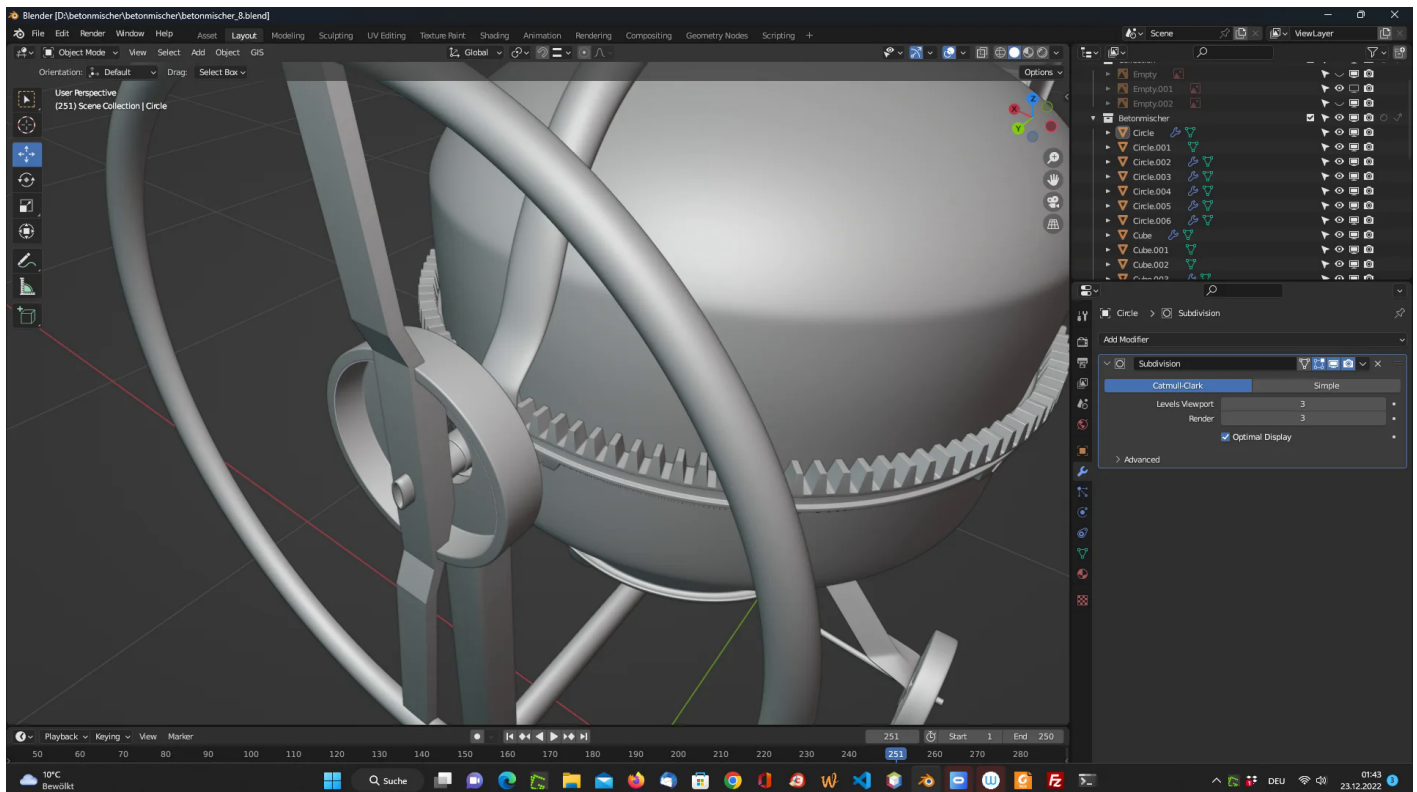 Blender [D:\betonmischer\betonmischer\betonmischer_8.blend]
File Edit Render Window Help Asset Layout Modeling Sculpting UV Editing Texture Paint Shading Animation Rendering Compositing Geometry Nodes Scripting + Scene ViewLayer
Object Mode View Select Add Object GIS Global
Orientation: Default Drag: Select Box Options
User Perspective
(251) Scene Collection | Circle
Z
X
Y
Empty
Empty.001
Empty.002
Betonmischer
Circle
Circle.001
Circle.002
Circle.003
Circle.004
Circle.005
Circle.006
Cube
Cube.001
Cube.002
Cube.003
Circle > Subdivision
Add Modifier
Subdivision
Catmull-Clark Simple
Levels Viewport 3
Render 3
Optimal Display
Advanced
Playback Keying View Marker 251 Start 1 End 250
50 60 70 80 90 100 110 120 130 140 150 160 170 180 190 200 210 220 230 240 251 260 270 280
10°C
Bewölkt
Suche
DEU
01:43
23.12.2022
3